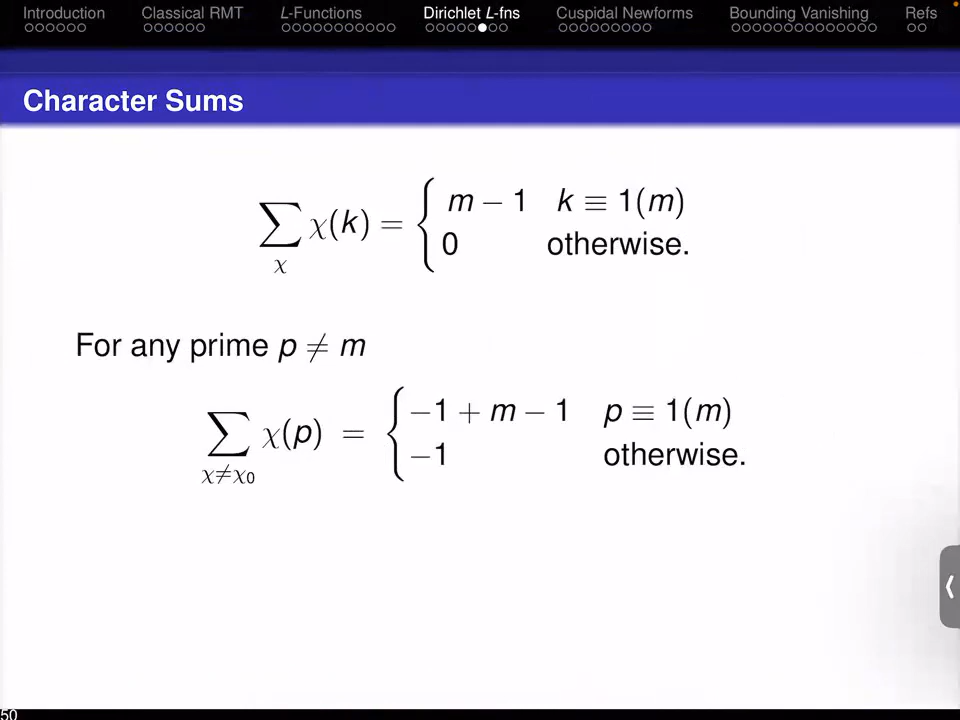 Introduction Classical RMT L-Functions Dirichlet L-fns Cuspidal Newforms Bounding Vanishing Refs
Character Sums
∑_χ χ(k) = { m − 1 k ≡ 1(m)
0 otherwise.
For any prime p ≠ m
∑_{χ≠χ₀} χ(p) = { −1 + m − 1 p ≡ 1(m)
−1 otherwise.
50